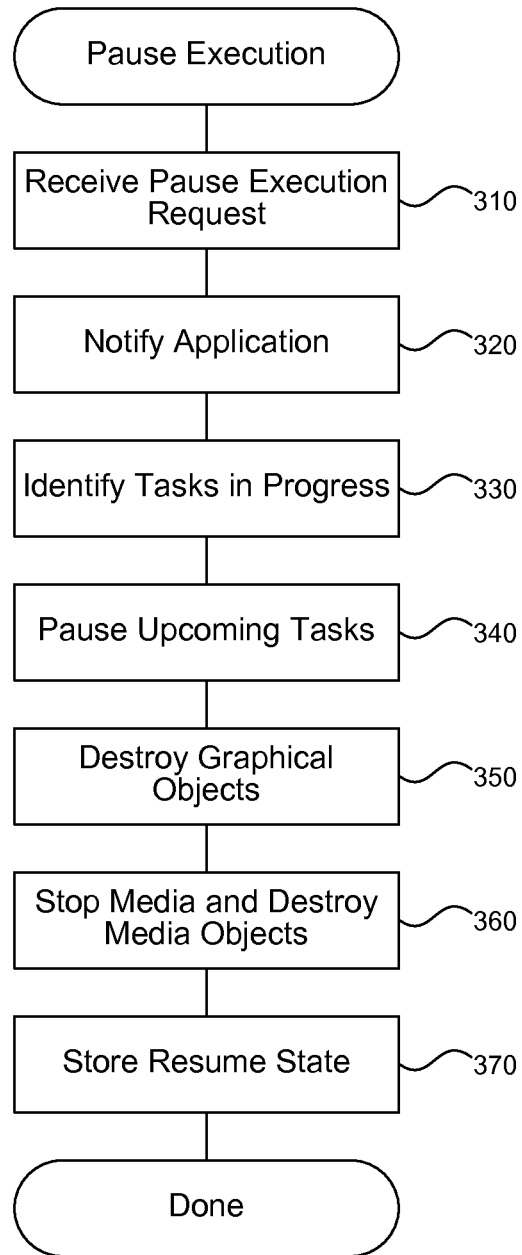 Pause Execution
Receive Pause Execution
Request
310
Notify Application
320
Identify Tasks in Progress
330
Pause Upcoming Tasks
340
Destroy Graphical
Objects
350
Stop Media and Destroy
Media Objects
360
Store Resume State
370
Done